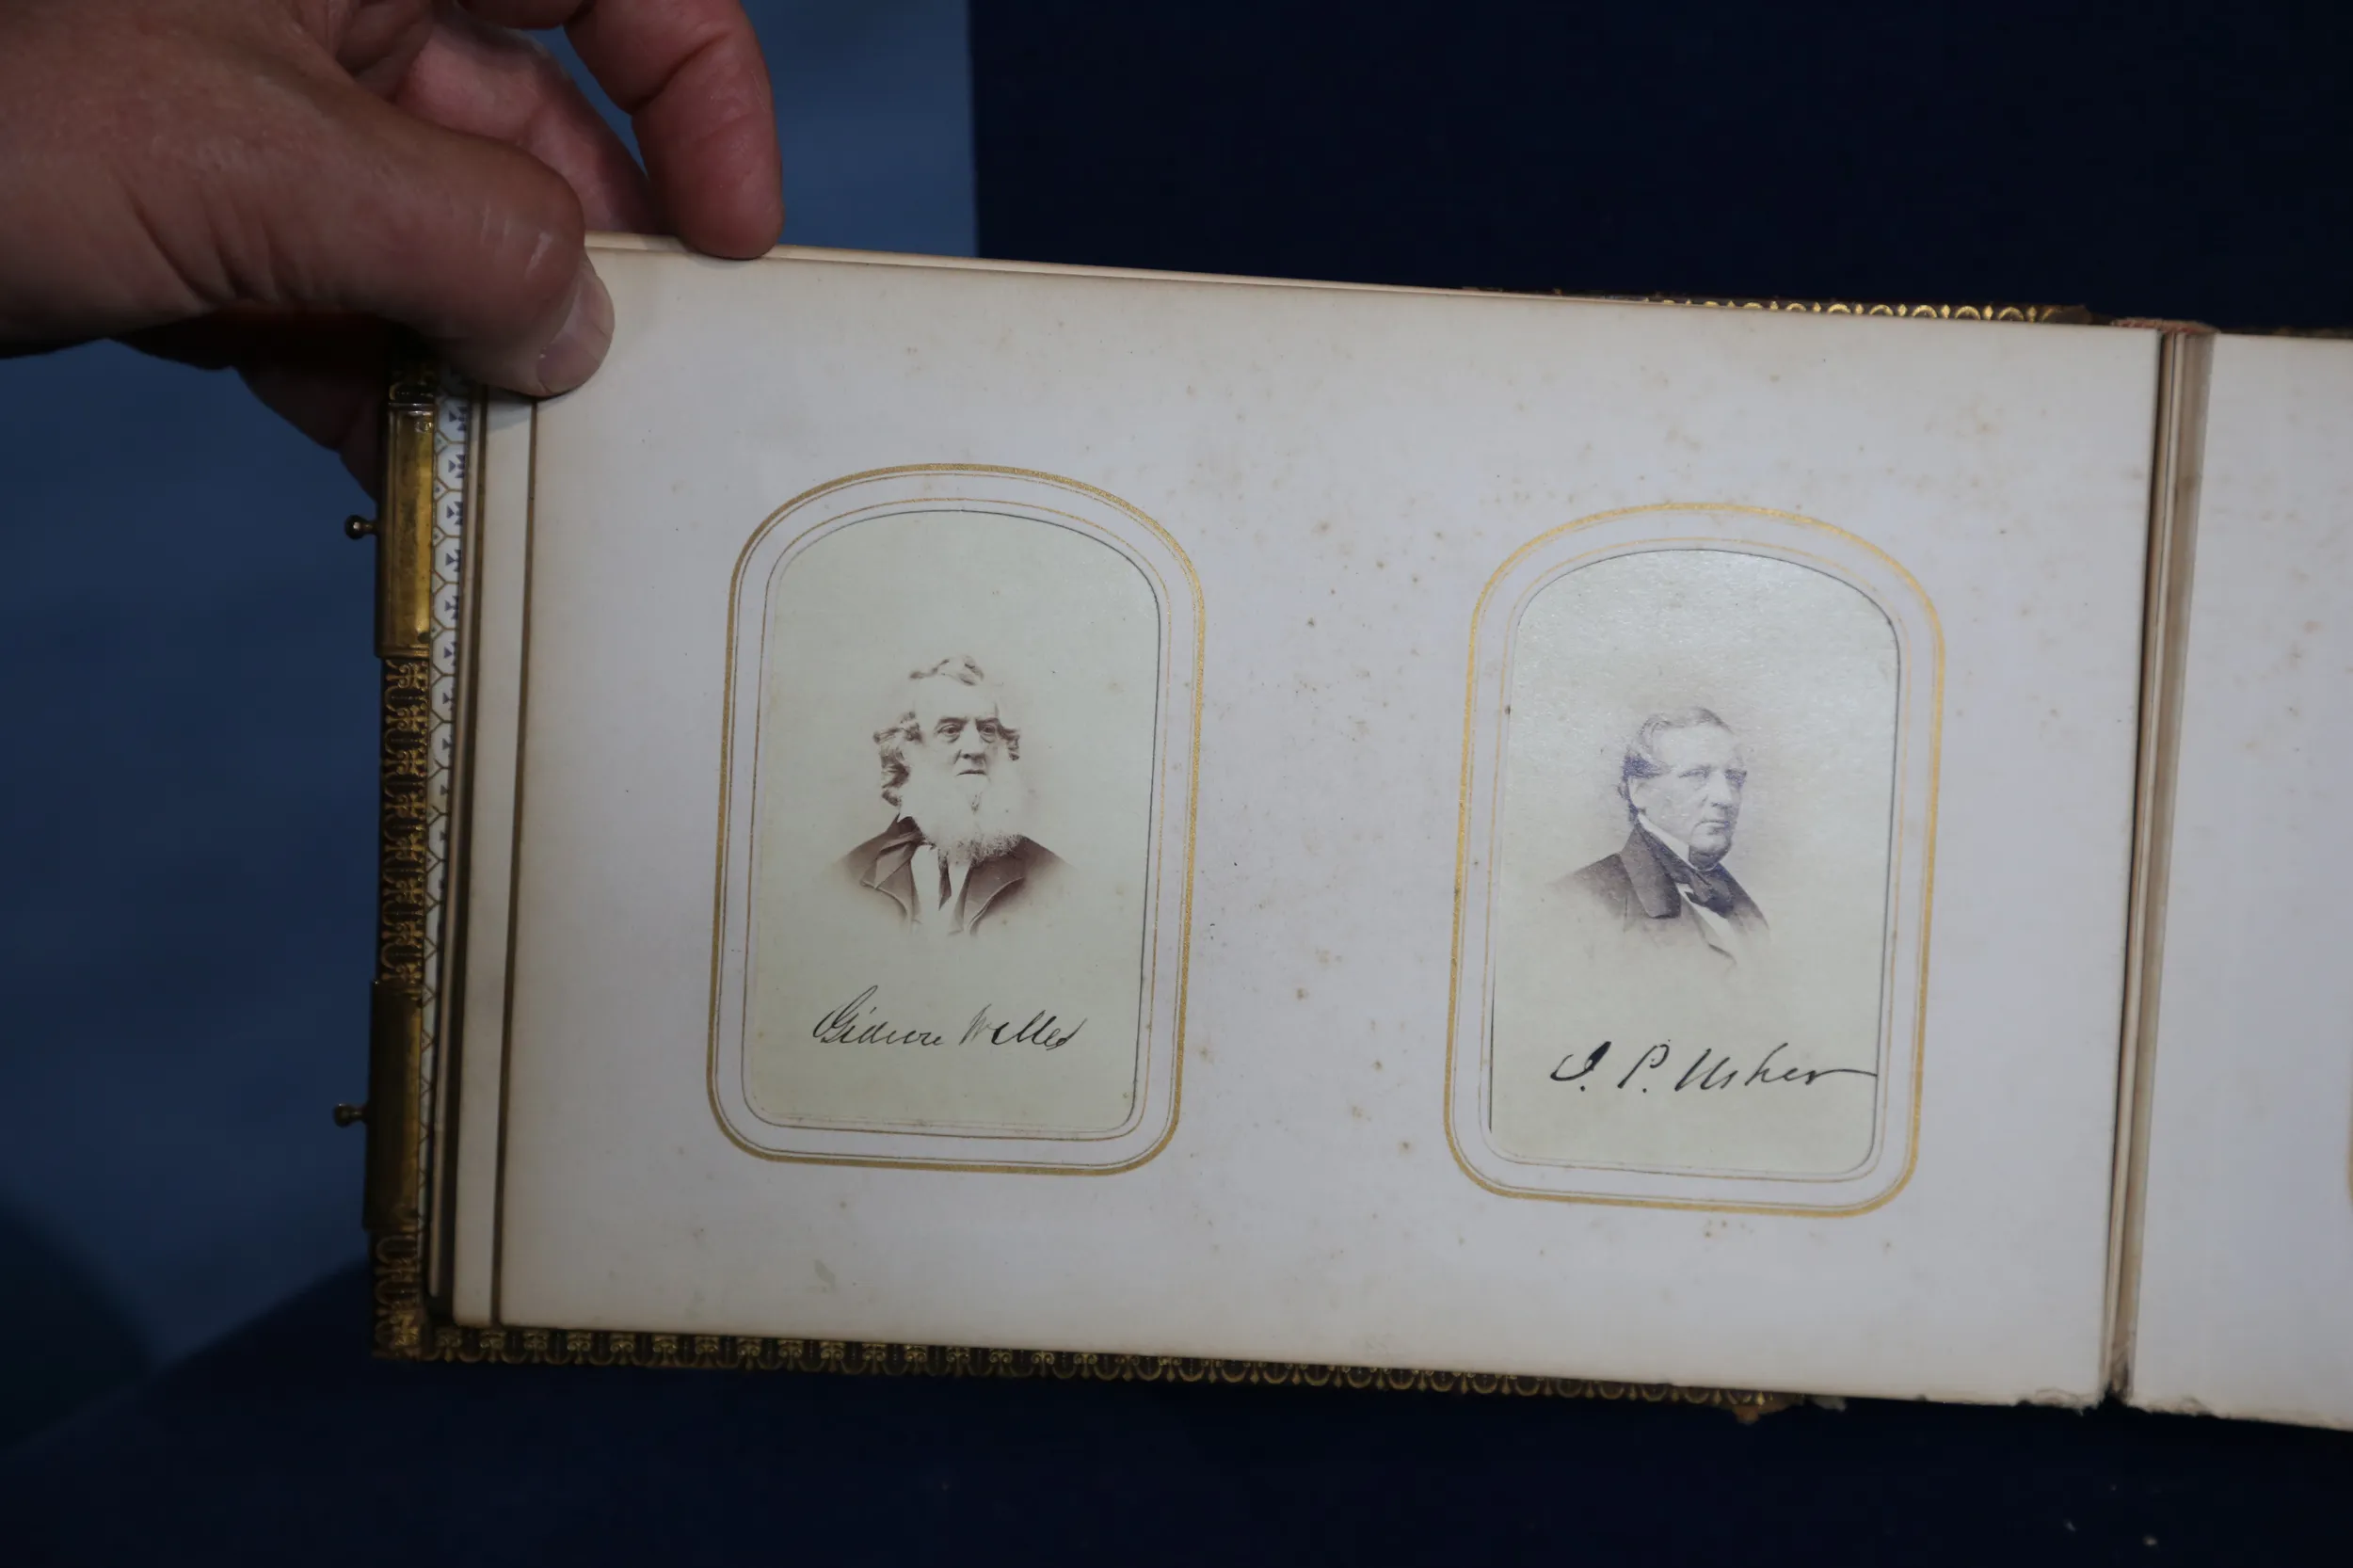 Gideon Welles
J. P. Usher